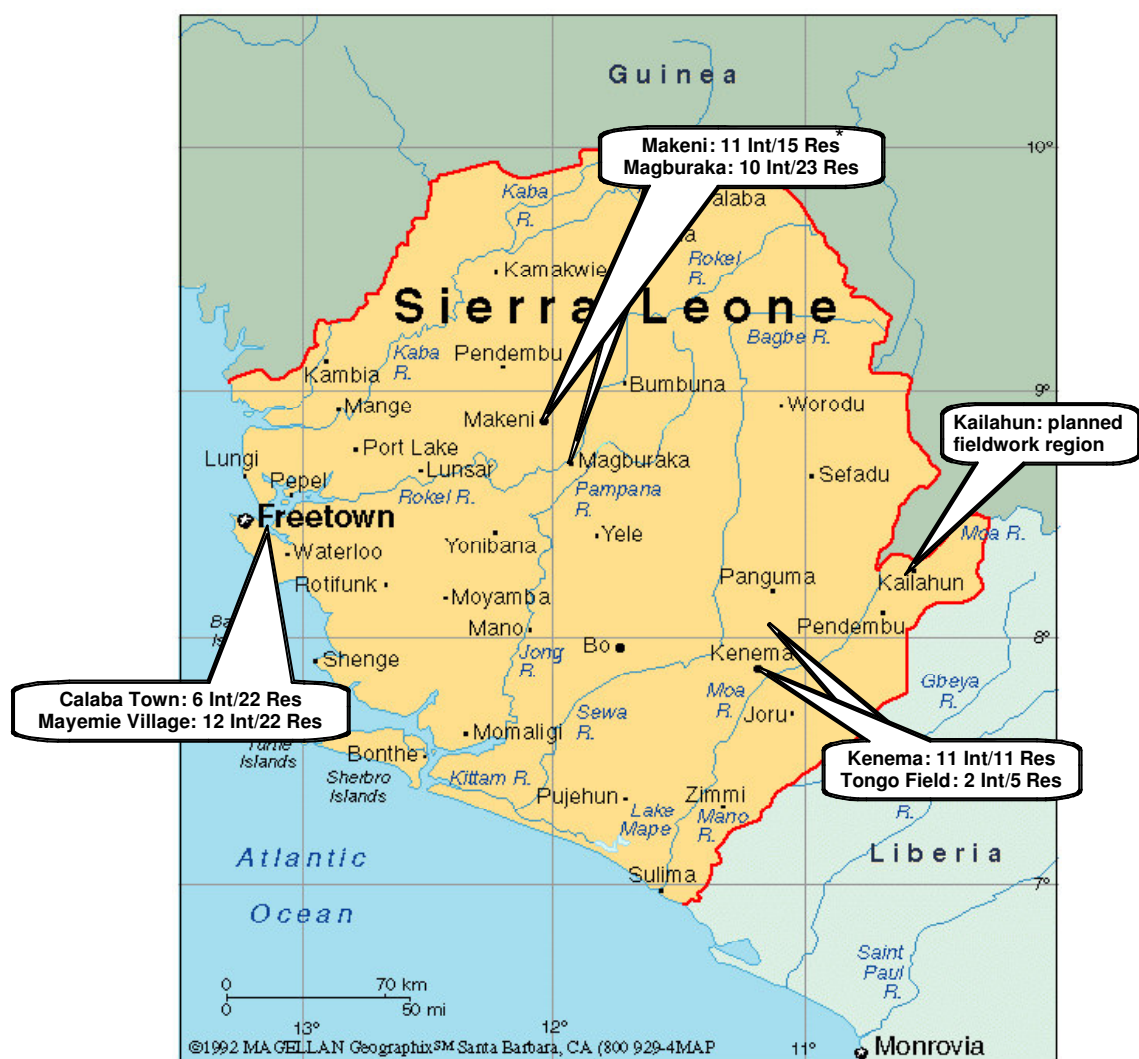 Guinea
Makeni: 11 Int/15 Res*
Magburaka: 10 Int/23 Res
10°
Kaba
R.
alaba
a
Rokel
R.
Kamakwie
Sierra Leone
Bagbe R.
Kaba
R.
Pendembu
Kambia
Bumbuna
9°
Mange
Makeni
Worodu
Kailahun: planned
fieldwork region
Port Lake
Lungi
Lunsar
Magburaka
Sefadu
Pepel
Rokel R.
Pampana
R.
Freetown
Moa R.
Waterloo
Yonibana
Yele
Rotifunk
Panguma
Kailahun
Moyamba
Ba
Is
Mano
Pendembu
8°
Bo
Kenema
Shenge
Jong
R.
Gbeya
R.
Moa
R.
Calaba Town: 6 Int/22 Res
Mayemie Village: 12 Int/22 Res
Sewa
R.
Joru
Momaligi
Turtle
Islands
Bonthe
Kenema: 11 Int/11 Res
Tongo Field: 2 Int/5 Res
Sherbro
Islands
Kittam R.
Pujehun
Zimmi
Lake
Mape
Mano
R.
R.
Liberia
Atlantic
Ocean
Sulima
7°
Saint
Paul
R.
0 70 km
0 50 mi
13°
12°
11°
©1992 MAGELLAN Geographix℠ Santa Barbara, CA (800 929-4MAP
Monrovia